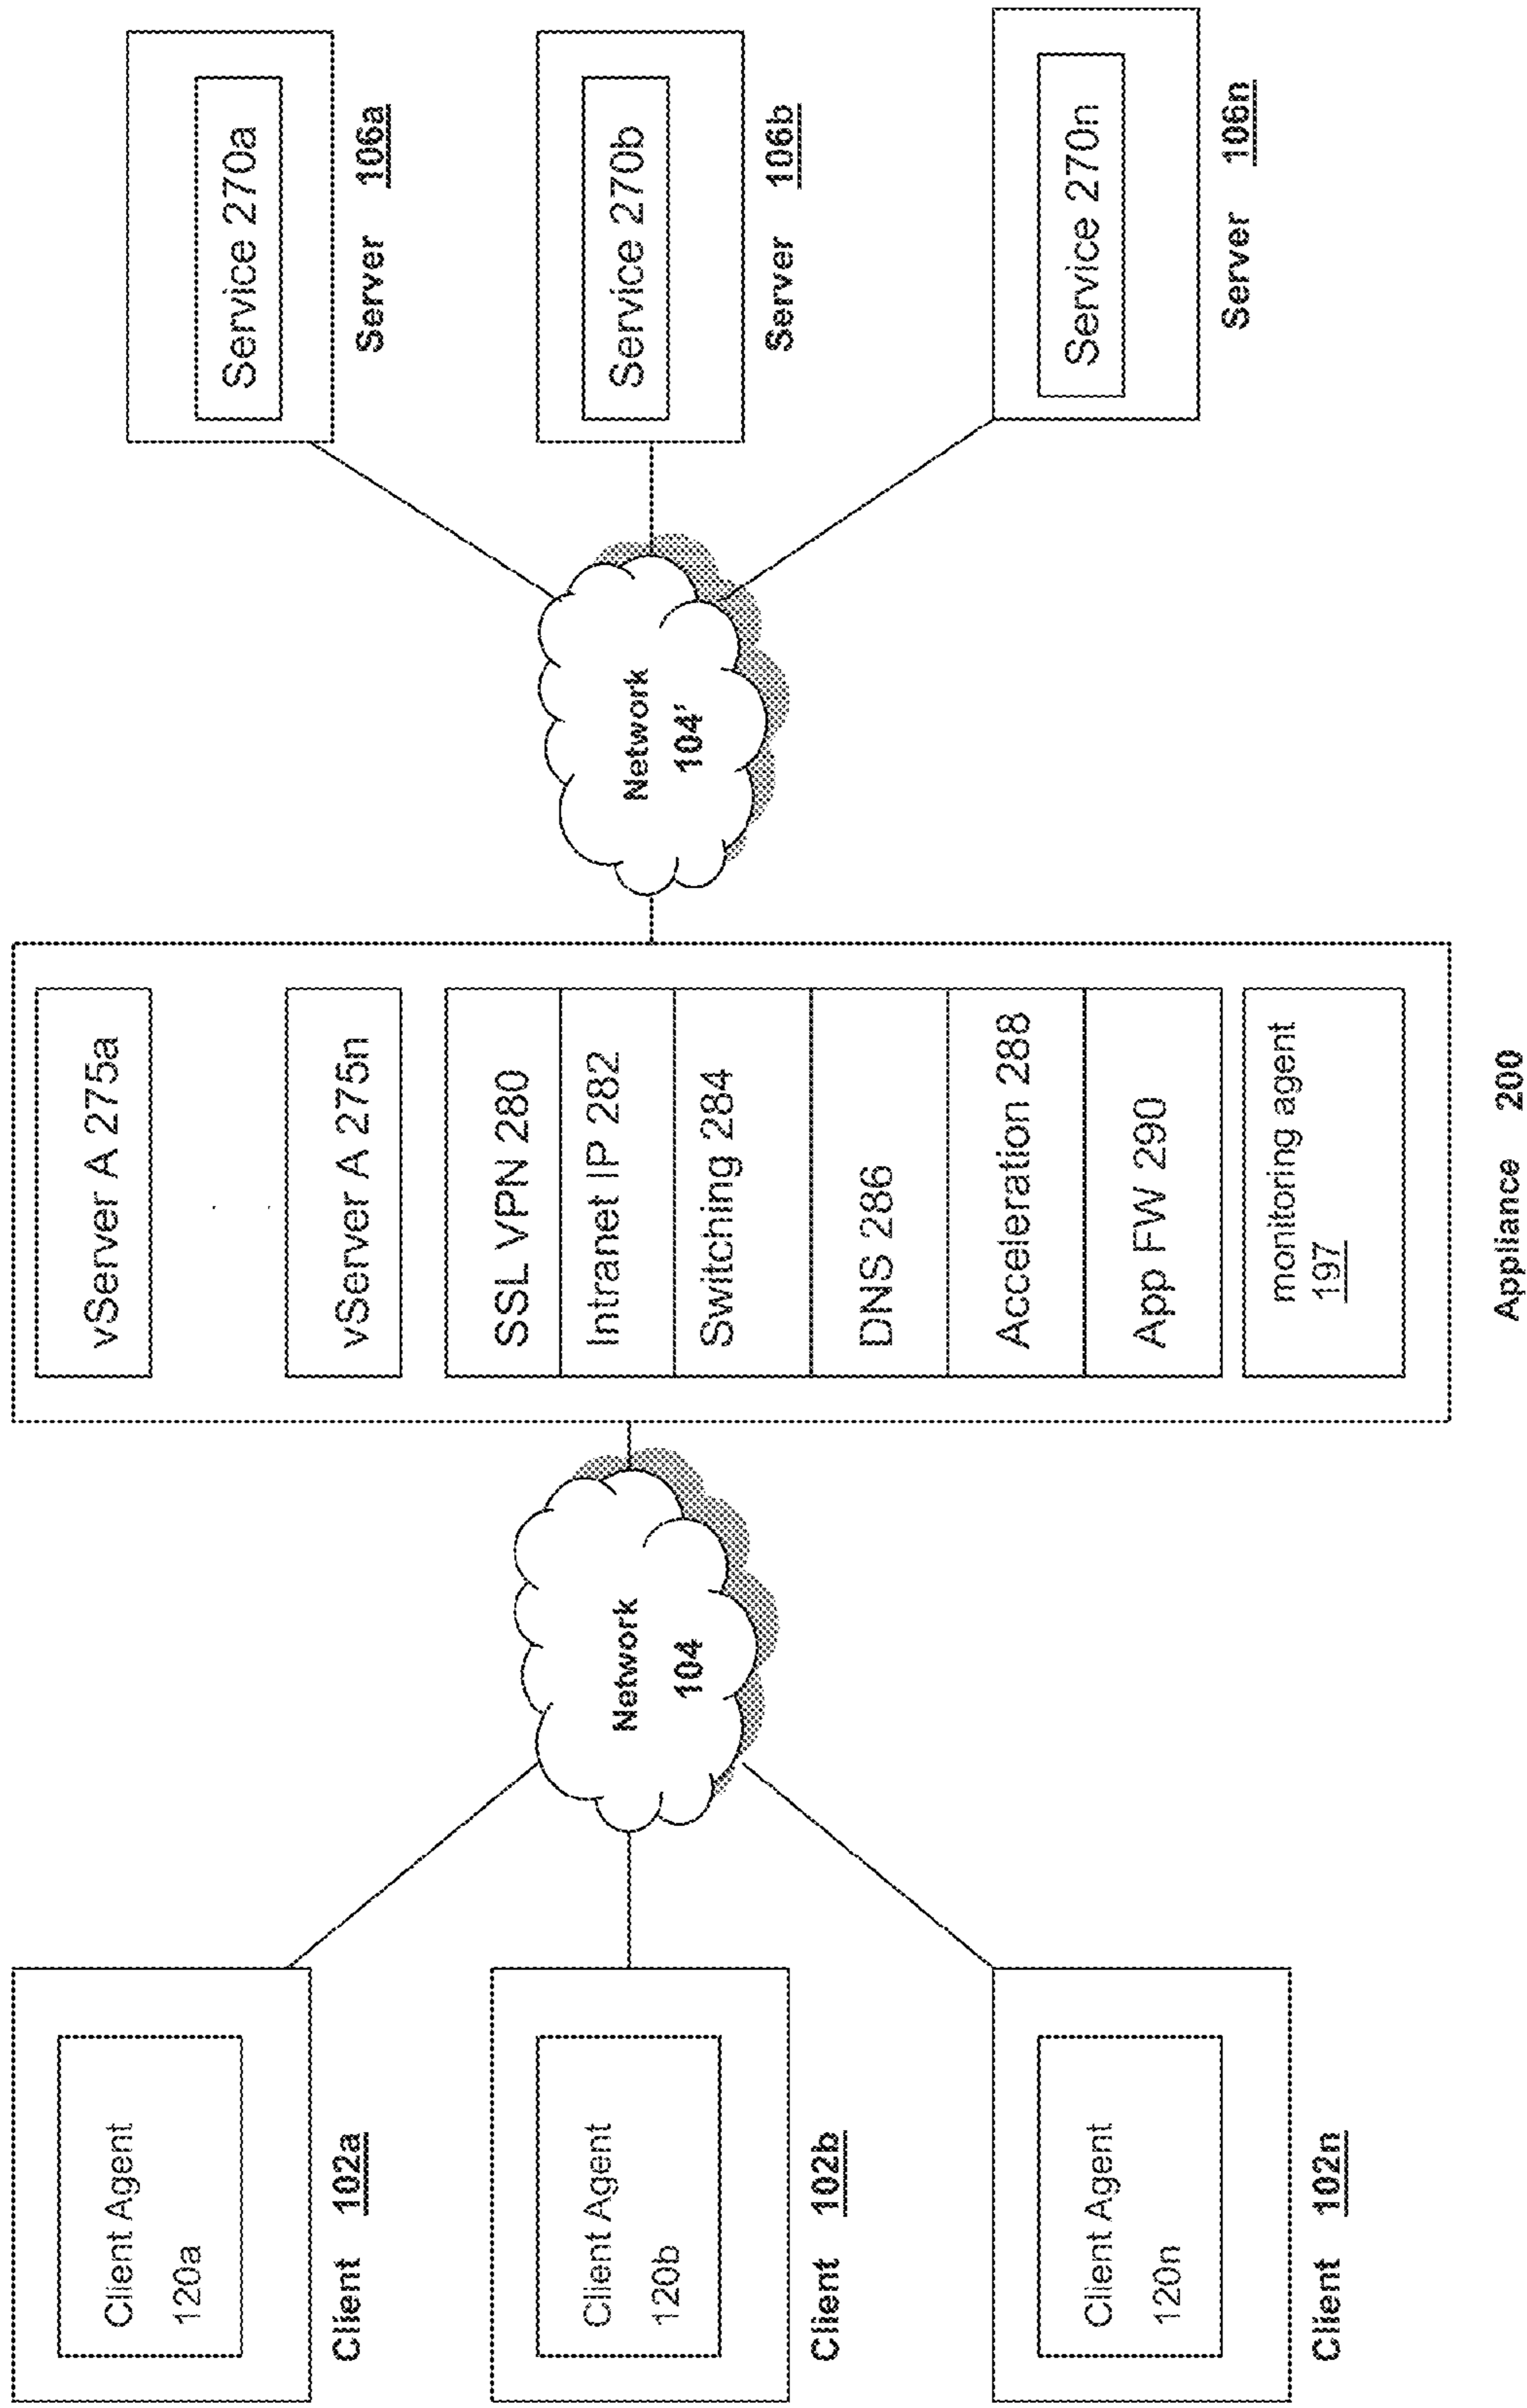 Client Agent
120a
Client 102a
Client Agent
120b
Client 102b
Client Agent
120n
Client 102n
Network
104
vServer A 275a
vServer A 275n
SSL VPN 280
Intranet IP 282
Switching 284
DNS 286
Acceleration 288
App FW 290
monitoring agent
197
Appliance 200
Network
104'
Service 270a
Server 106a
Service 270b
Server 106b
Service 270n
Server 106n